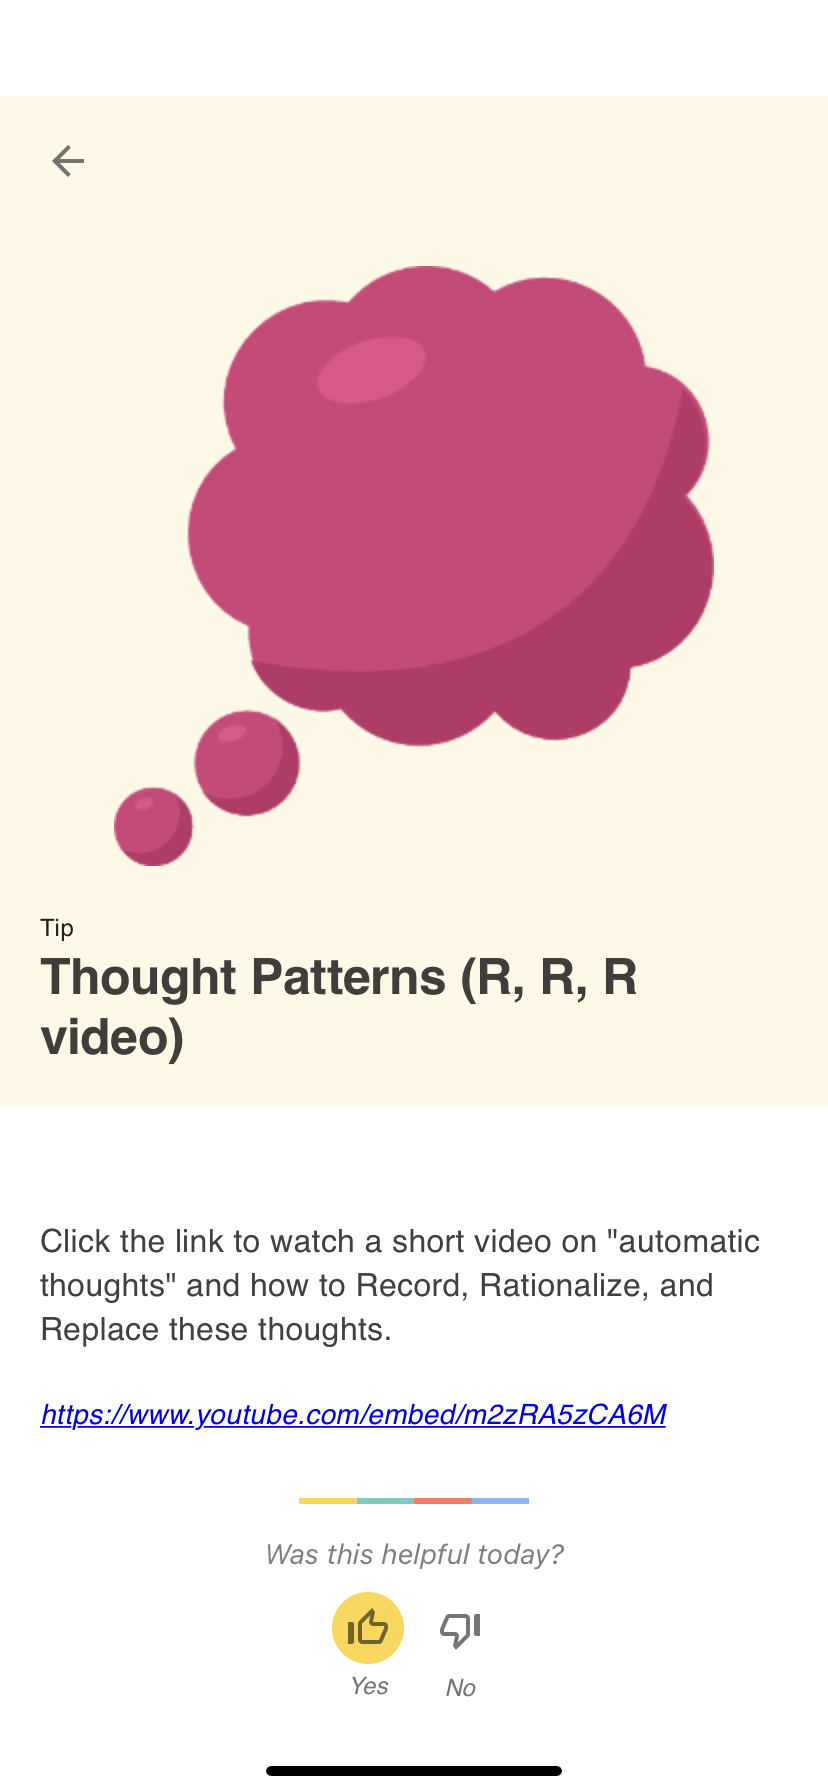 Tip
Thought Patterns (R, R, R
video)
Click the link to watch a short video on "automatic
thoughts" and how to Record, Rationalize, and
Replace these thoughts.
https://www.youtube.com/embed/m2zRA5zCA6M
Was this helpful today?
Yes No